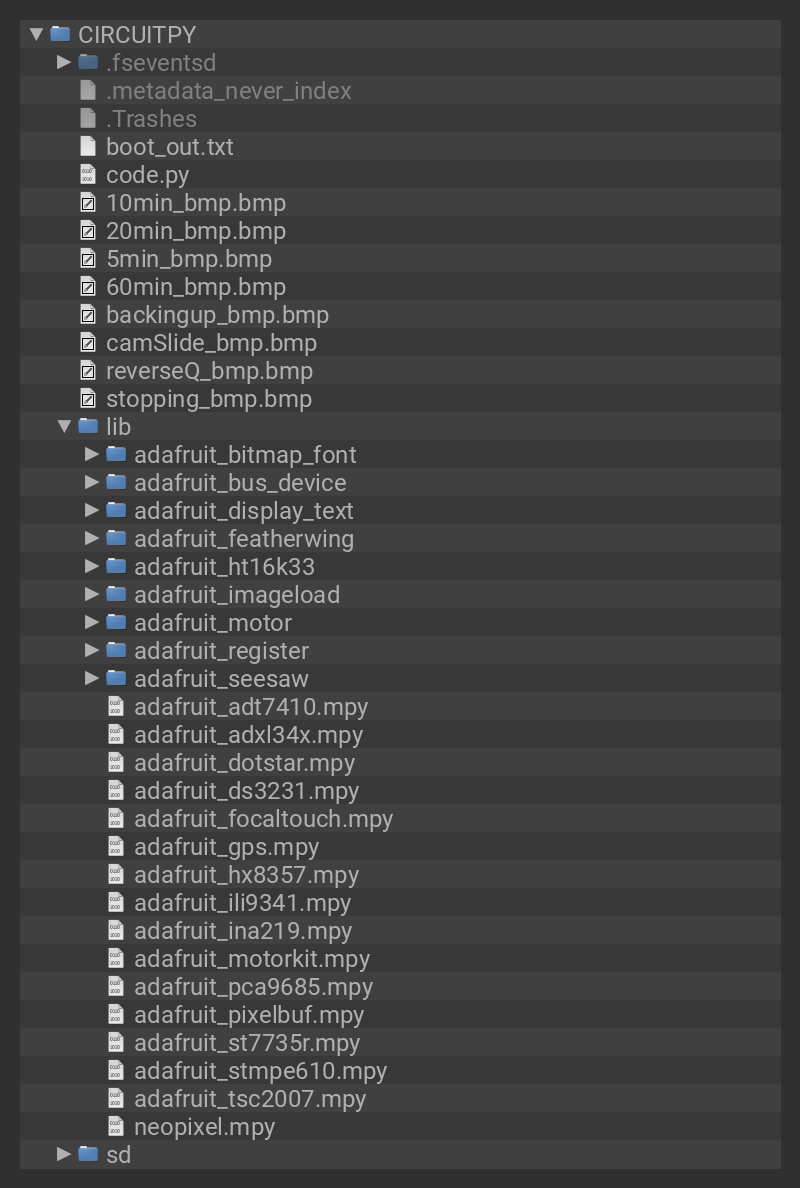 CIRCUITPY
.fseventsd
.metadata_never_index
.Trashes
boot_out.txt
code.py
10min_bmp.bmp
20min_bmp.bmp
5min_bmp.bmp
60min_bmp.bmp
backingup_bmp.bmp
camSlide_bmp.bmp
reverseQ_bmp.bmp
stopping_bmp.bmp
lib
adafruit_bitmap_font
adafruit_bus_device
adafruit_display_text
adafruit_featherwing
adafruit_ht16k33
adafruit_imageload
adafruit_motor
adafruit_register
adafruit_seesaw
adafruit_adt7410.mpy
adafruit_adxl34x.mpy
adafruit_dotstar.mpy
adafruit_ds3231.mpy
adafruit_focaltouch.mpy
adafruit_gps.mpy
adafruit_hx8357.mpy
adafruit_ili9341.mpy
adafruit_ina219.mpy
adafruit_motorkit.mpy
adafruit_pca9685.mpy
adafruit_pixelbuf.mpy
adafruit_st7735r.mpy
adafruit_stmpe610.mpy
adafruit_tsc2007.mpy
neopixel.mpy
sd